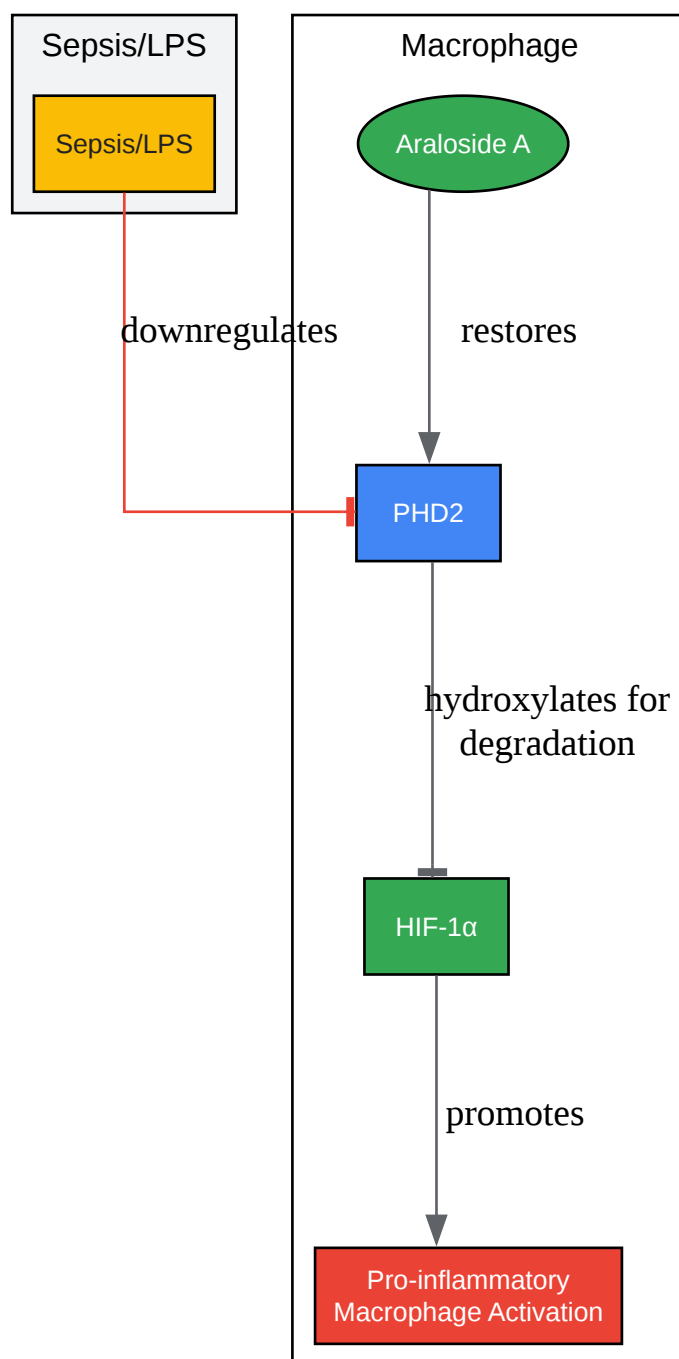 Sepsis/LPS
Macrophage
Sepsis/LPS
Araloside A
downregulates
restores
PHD2
hydroxylates for
degradation
HIF-1α
promotes
Pro-inflammatory
Macrophage Activation